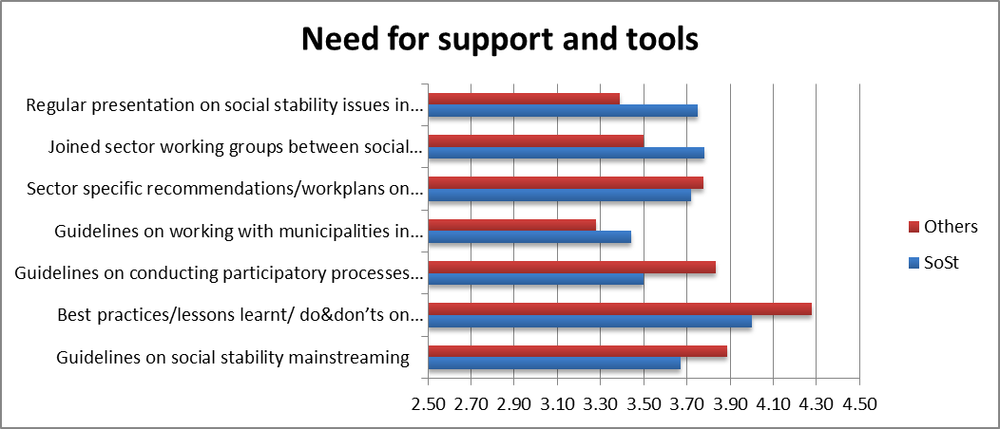 Need for support and tools
Regular presentation on social stability issues in...
Joined sector working groups between social...
Sector specific recommendations/workplans on...
Guidelines on working with municipalities in...
Guidelines on conducting participatory processes...
Best practices/lessons learnt/ do&don’ts on...
Guidelines on social stability mainstreaming
Others
SoSt
2.50 2.70 2.90 3.10 3.30 3.50 3.70 3.90 4.10 4.30 4.50